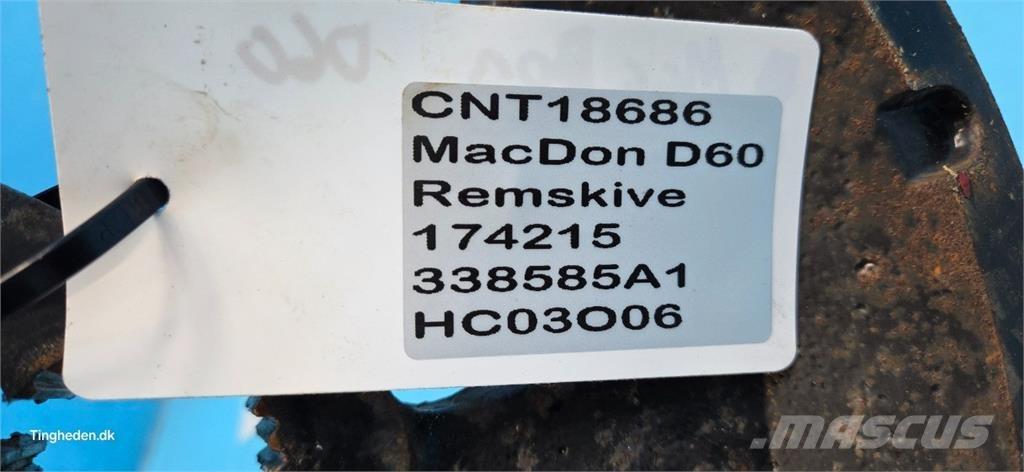 CNT18686
MacDon D60
Remskive
174215
338585A1
HC03O06
Tingheden.dk
MASCUS